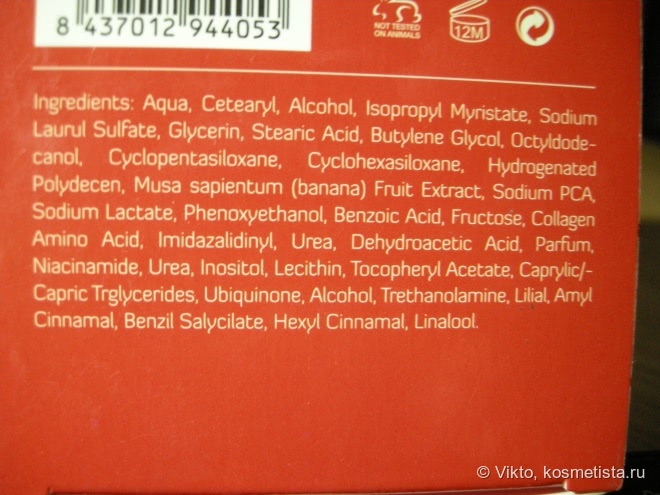 8 437012 944053
NOT TESTED
ON ANIMALS
12M
Ingredients: Aqua, Cetearyl, Alcohol, Isopropyl Myristate, Sodium
Laurul Sulfate, Glycerin, Stearic Acid, Butylene Glycol, Octyldode-
canol, Cyclopentasiloxane, Cyclohexasiloxane, Hydrogenated
Polydecen, Musa sapientum (banana) Fruit Extract, Sodium PCA,
Sodium Lactate, Phenoxyethanol, Benzoic Acid, Fructose, Collagen
Amino Acid, Imidazalidinyl, Urea, Dehydroacetic Acid, Parfum,
Niacinamide, Urea, Inositol, Lecithin, Tocopheryl Acetate, Caprylic/-
Capric Trglycerides, Ubiquinone, Alcohol, Trethanolamine, Lilial, Amyl
Cinnamal, Benzil Salycilate, Hexyl Cinnamal, Linalool.
© Vikto, kosmetista.ru